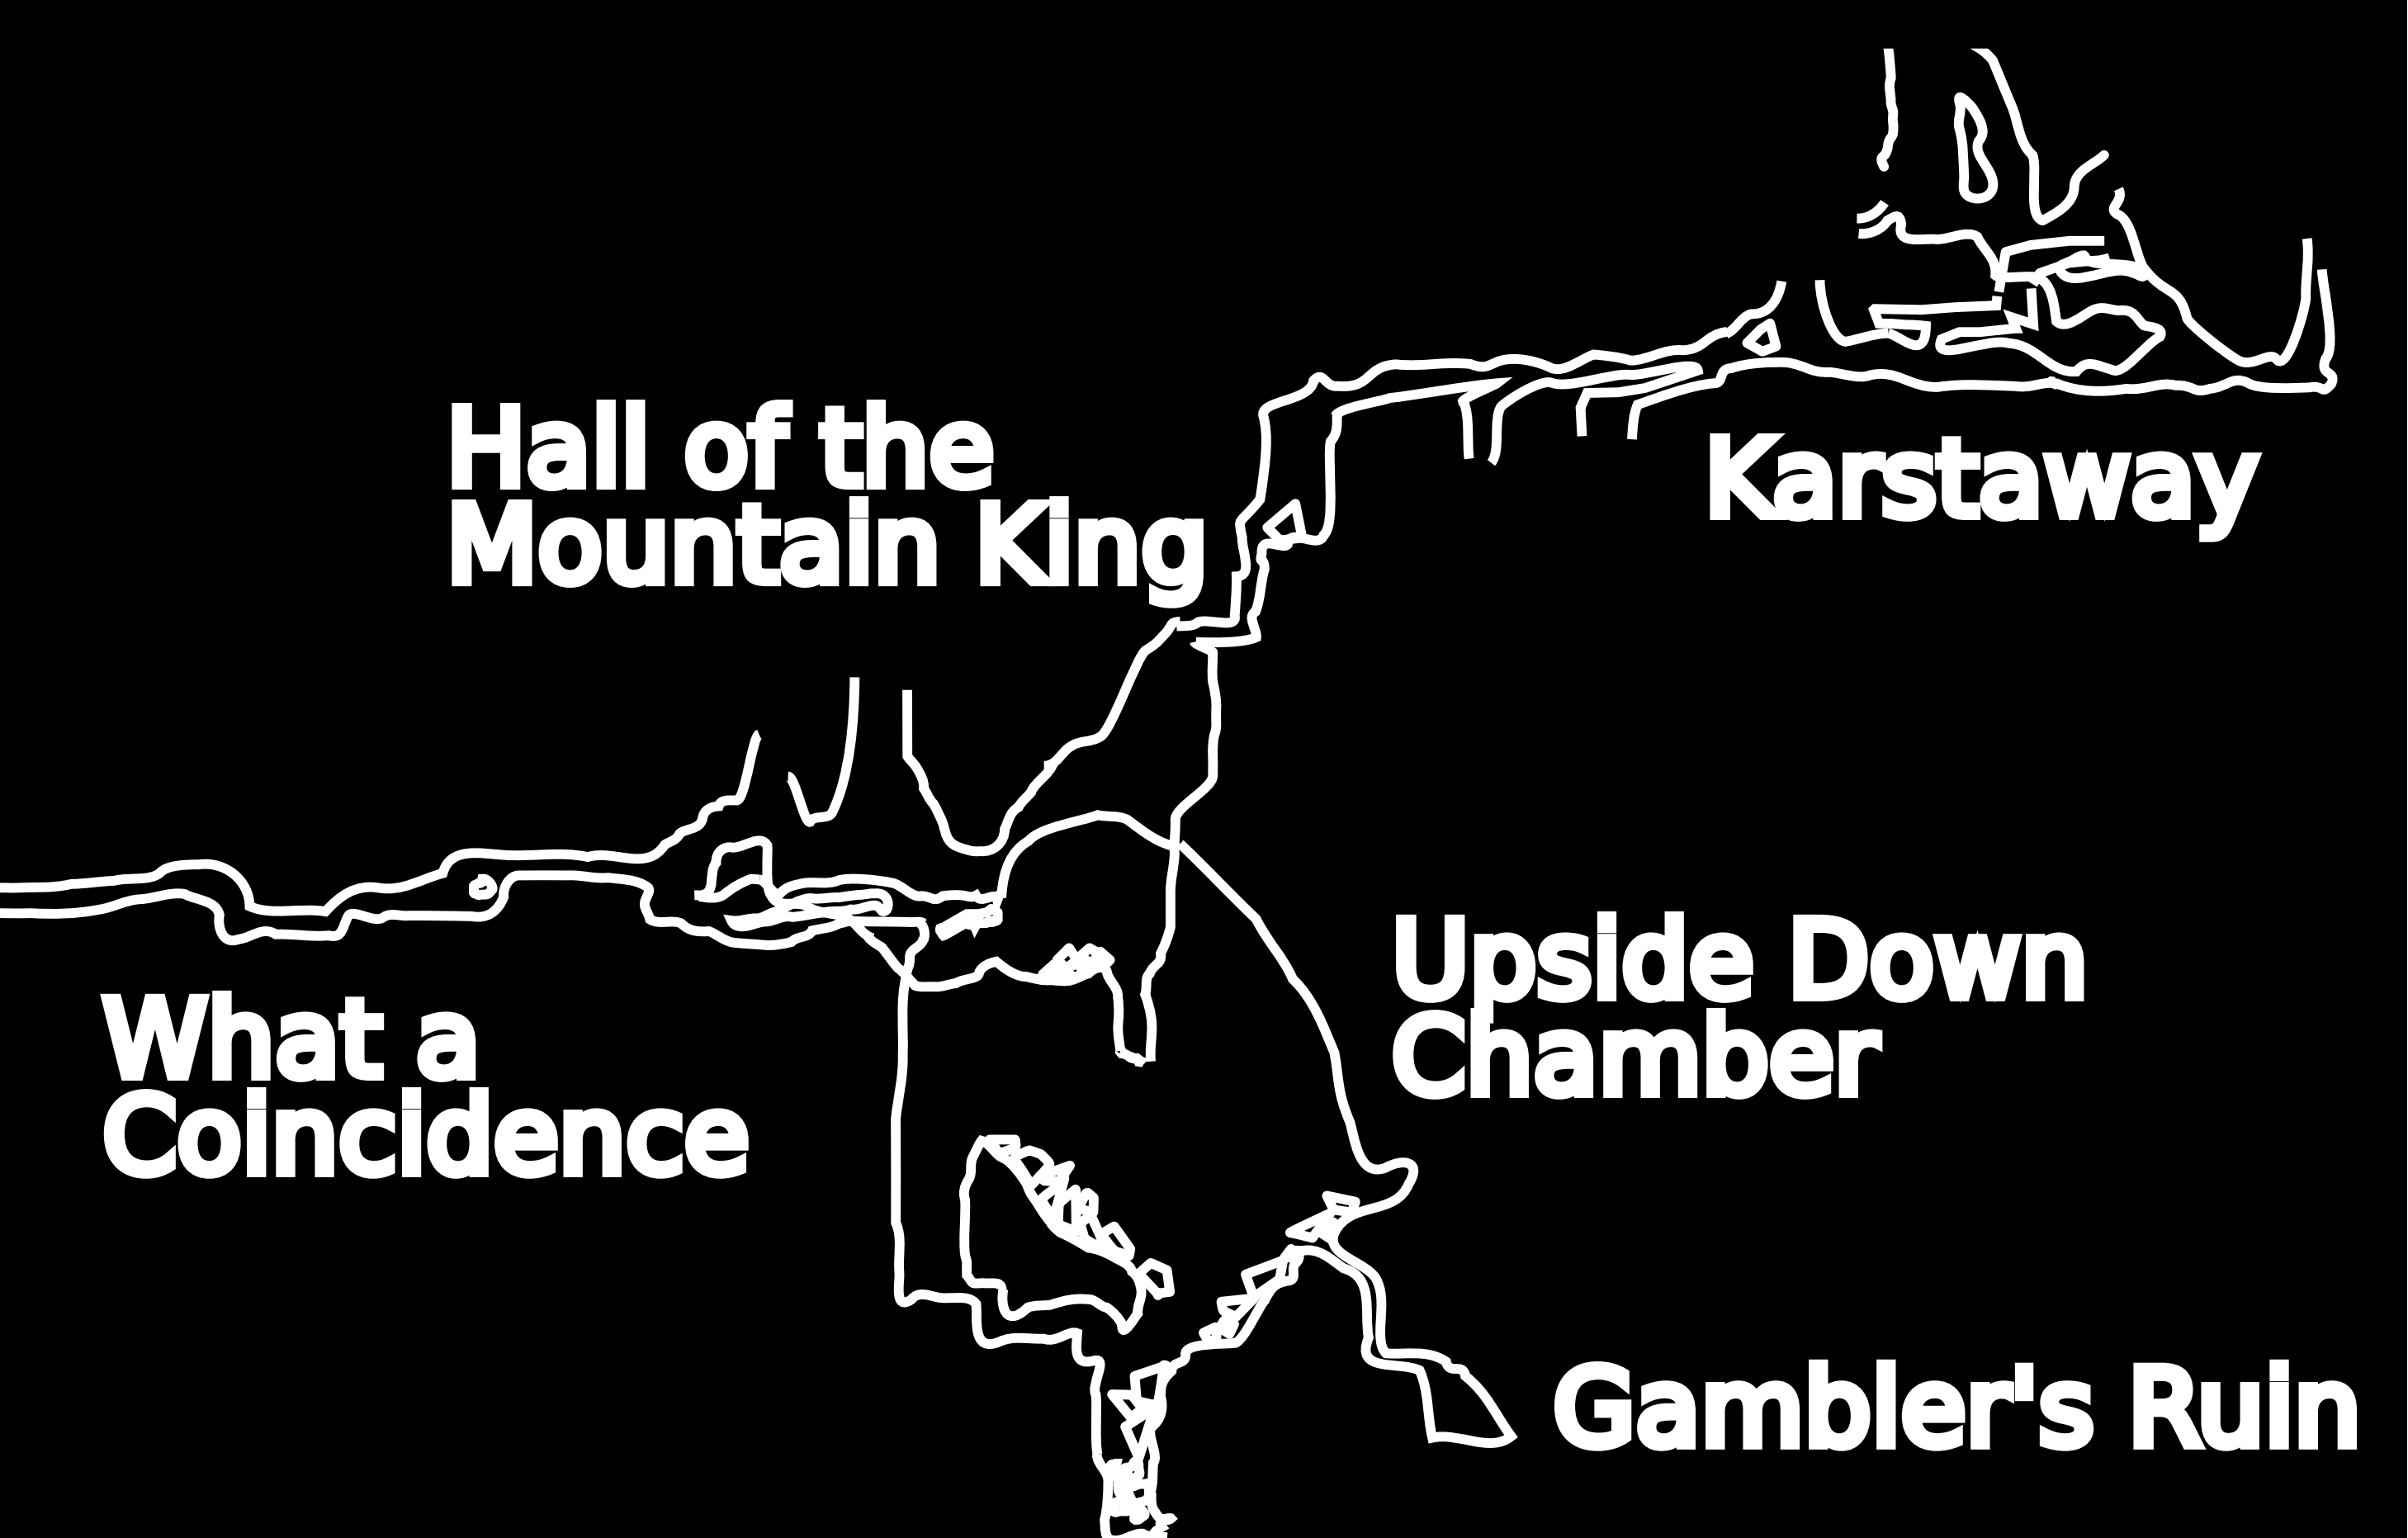 Hall of the
Mountain King
Karstaway
What a
Coincidence
Upside Down
Chamber
Gambler's Ruin